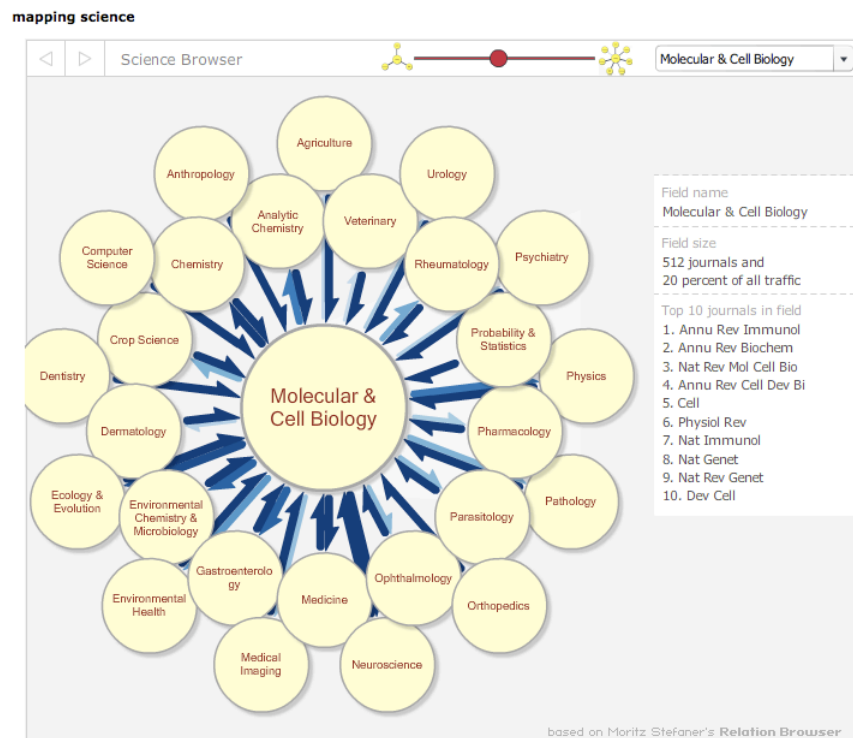 mapping science
Science Browser
Molecular & Cell Biology
Agriculture
Anthropology
Urology
Analytic
Chemistry
Veterinary
Computer
Science
Chemistry
Rheumatology
Psychiatry
Crop Science
Probability &
Statistics
Dentistry
Physics
Molecular &
Cell Biology
Dermatology
Pharmacology
Ecology &
Evolution
Environmental
Chemistry &
Microbiology
Parasitology
Pathology
Gastroenterolo
gy
Ophthalmology
Environmental
Health
Medicine
Orthopedics
Medical
Imaging
Neuroscience
Field name
Molecular & Cell Biology
Field size
512 journals and
20 percent of all traffic
Top 10 journals in field
1. Annu Rev Immunol
2. Annu Rev Biochem
3. Nat Rev Mol Cell Bio
4. Annu Rev Cell Dev Bi
5. Cell
6. Physiol Rev
7. Nat Immunol
8. Nat Genet
9. Nat Rev Genet
10. Dev Cell
based on Moritz Stefaner's Relation Browser